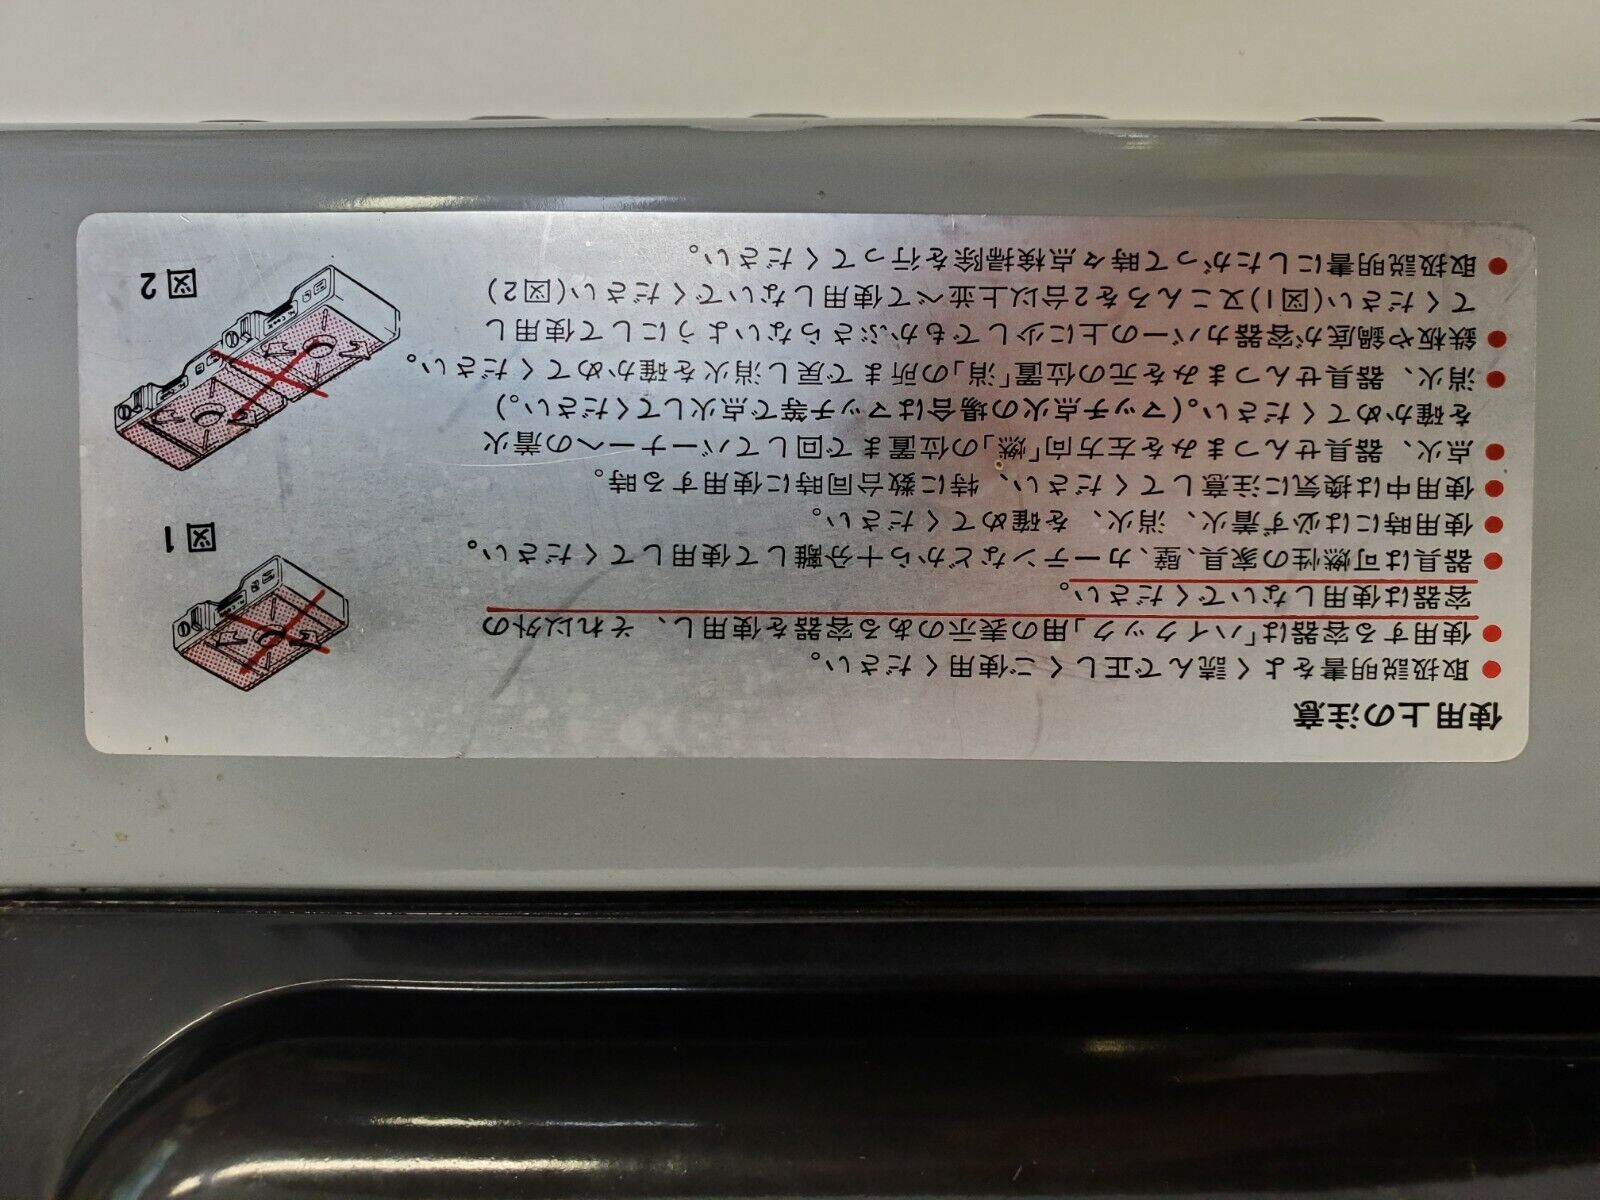 使用上の注意
●取扱説明書をよく読んで正しくご使用ください。
●使用する容器は「ハイクック」用の表示のある容器を使用し、それ以外の
容器は使用しないでください。
●器具は可燃性の家具、壁、カーテンなどから十分離して使用してください。
●使用時には必ず着火、消火、を確めてください。
●使用中は換気に注意してください、特に数台同時に使用する時。
●点火、器具せんつまみを左方向「燃」の位置まで回してバーナーへの着火
を確かめてください。(マッチ点火の場合はマッチ等で点火してください。)
●消火、器具せんつまみを元の位置「消」の所まで戻し消火を確かめてください。
●鉄板や鍋底が容器カバーの上に少しでもかぶさらないようにして使用し
てください(図1)又こんろを2台以上並べて使用しないでください(図2)
●取扱説明書にしたがって時々点検掃除を行ってください。
図1
図2